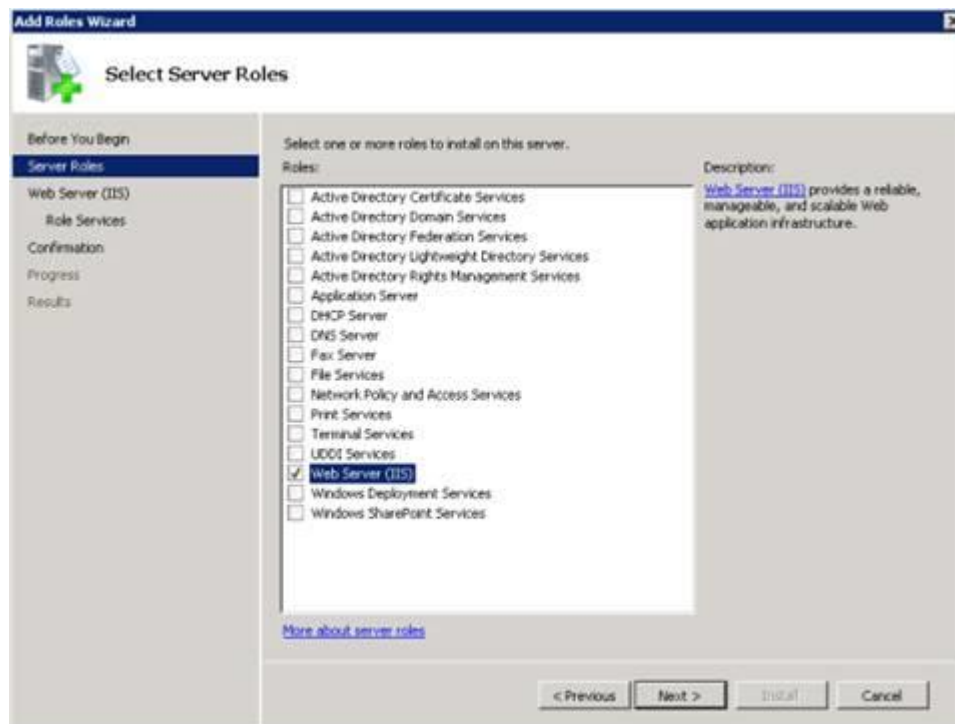 Add Roles Wizard
Select Server Roles
Before You Begin
Server Roles
Web Server (IIS)
Role Services
Confirmation
Progress
Results
Select one or more roles to install on this server.
Roles:
Active Directory Certificate Services
Active Directory Domain Services
Active Directory Federation Services
Active Directory Lightweight Directory Services
Active Directory Rights Management Services
Application Server
DHCP Server
DNS Server
Fax Server
File Services
Network Policy and Access Services
Print Services
Terminal Services
UDDI Services
Web Server (IIS)
Windows Deployment Services
Windows SharePoint Services
More about server roles
Description:
Web Server (IIS) provides a reliable,
manageable, and scalable Web
application infrastructure.
< Previous
Next >
Install
Cancel